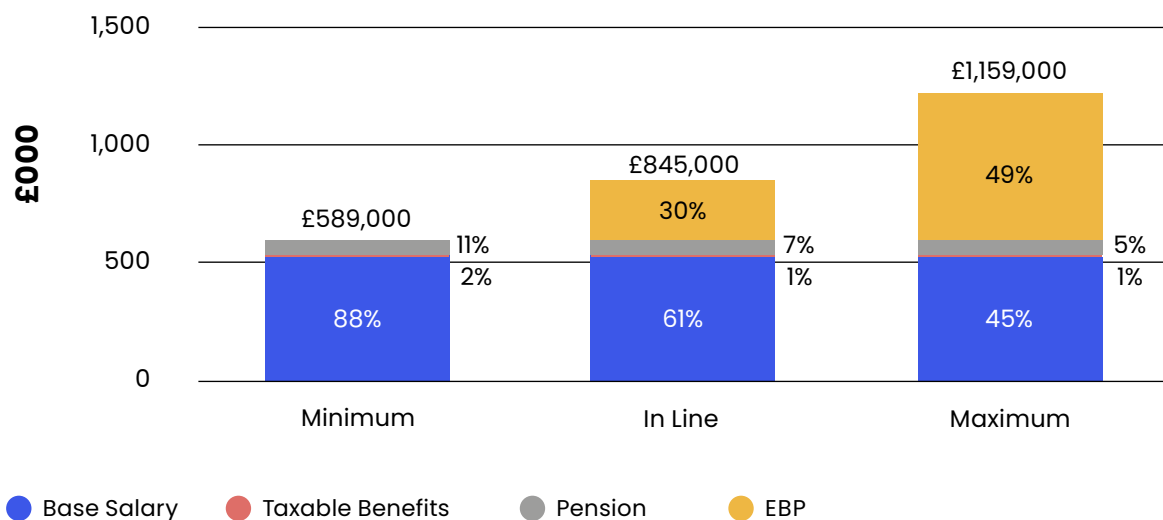 1,500
£1,159,000
1,000
£000
£845,000
49%
30%
£589,000
11%
7%
5%
500
2%
1%
1%
88%
61%
45%
0
Minimum
In Line
Maximum
Base Salary
Taxable Benefits
Pension
EBP